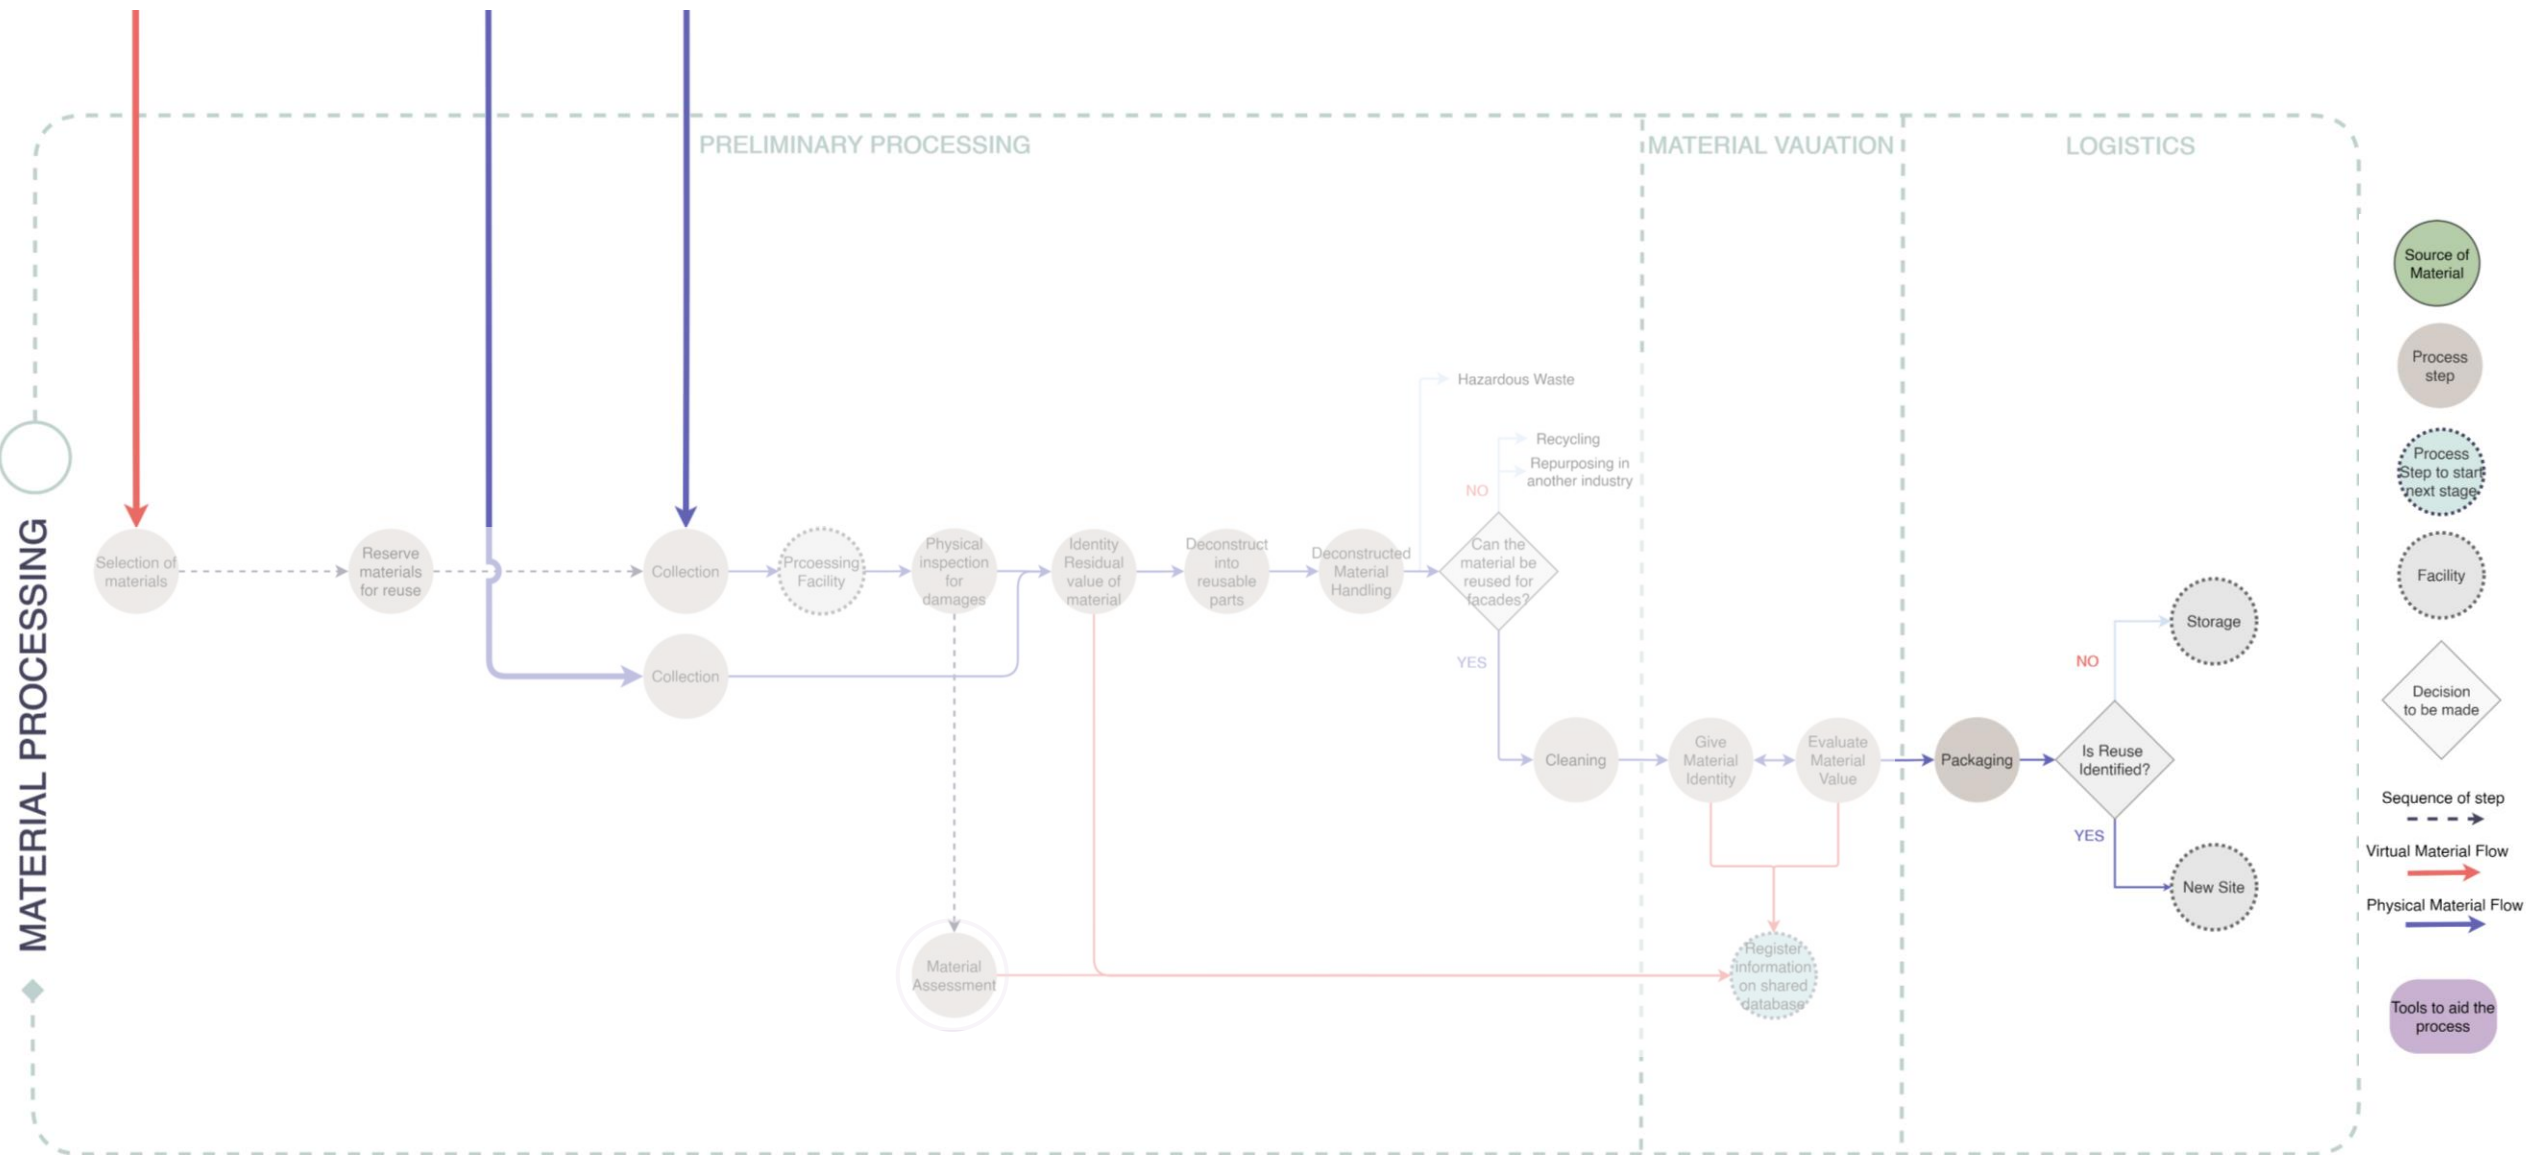 PRELIMINARY PROCESSING
MATERIAL VAUATION
LOGISTICS
MATERIAL PROCESSING
Selection of
materials
Reserve
materials
for reuse
Collection
Prcoessing
Facility
Physical
inspection
for
damages
Identity
Residual
value of
material
Deconstruct
into
reusable
parts
Deconstructed
Material
Handling
Can the
material be
reused for
facades?
Hazardous Waste
Recycling
Repurposing in
another industry
NO
YES
Collection
Cleaning
Give
Material
Identity
Evaluate
Material
Value
Packaging
Is Reuse
Identified?
NO
Storage
YES
New Site
Material
Assessment
Register
information
on shared
database
Source of
Material
Process
step
Process
Step to start
next stage
Facility
Decision
to be made
Sequence of step
Virtual Material Flow
Physical Material Flow
Tools to aid the
process